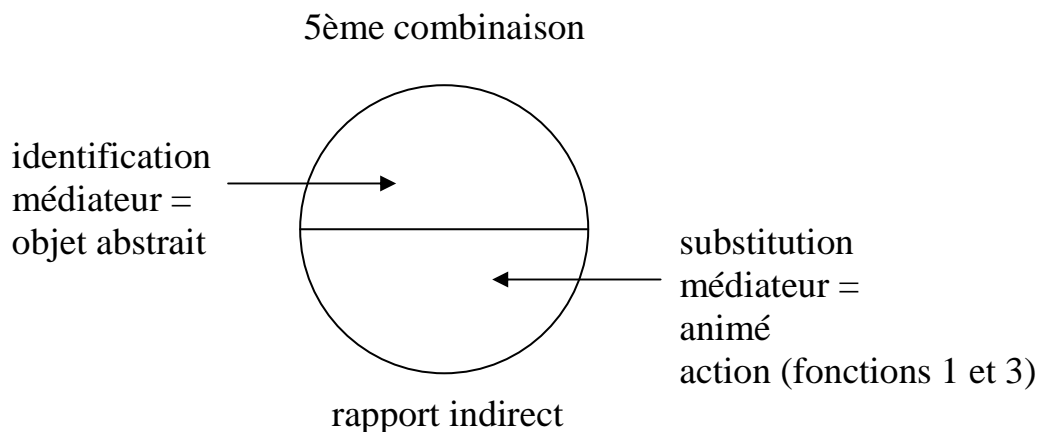 5ème combinaison
identification
médiateur =
objet abstrait
substitution
médiateur =
animé
action (fonctions 1 et 3)
rapport indirect